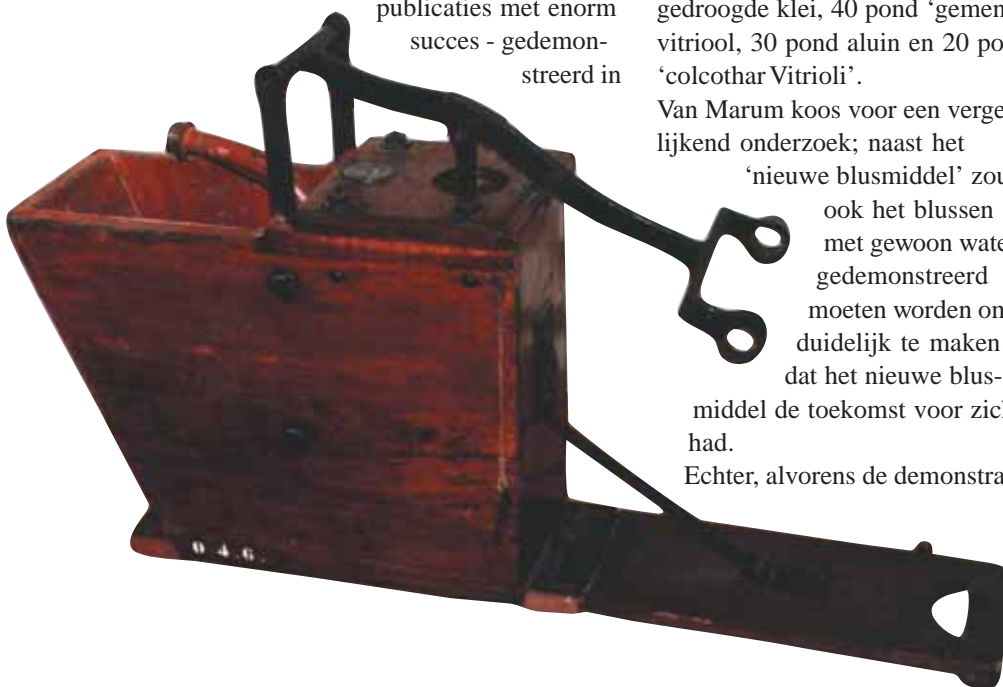 publicaties met enorm
succes - gedemon-
streerd in
gedroogde klei, 40 pond ‘gemen
vitriool, 30 pond aluin en 20 po
‘colcothar Vitrioli’.
Van Marum koos voor een verge
lijkend onderzoek; naast het
‘nieuwe blusmiddel’ zou
ook het blussen
met gewoon wate
gedemonstreerd
moeten worden om
duidelijk te maken
dat het nieuwe blus-
middel de toekomst voor zich
had.
Echter, alvorens de demonstra
0 4 6.